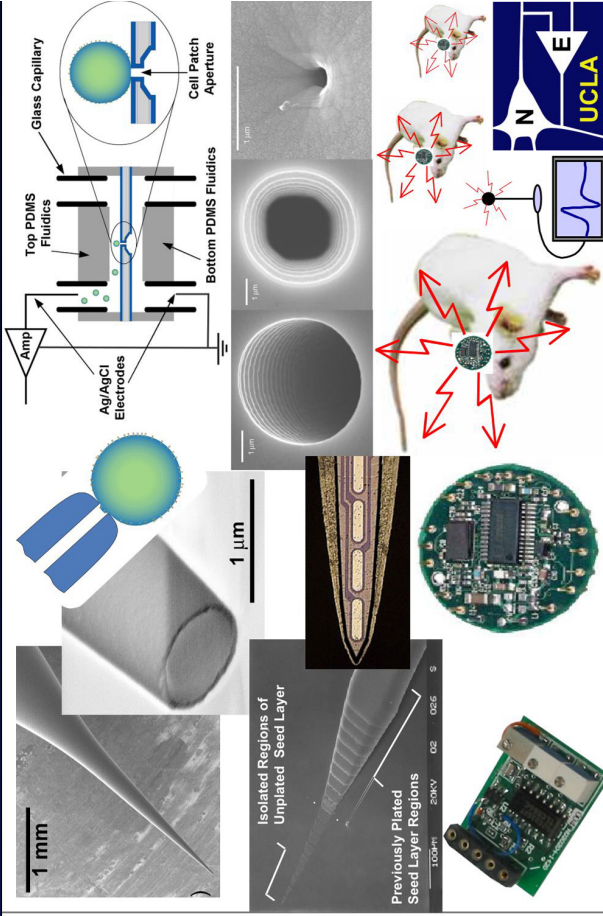 1 mm
)
1 µm
Amp
Ag/AgCl
Electrodes
Top PDMS
Fluidics
Glass Capillary
Bottom PDMS Fluidics
Cell Patch
Aperture
Isolated Regions of
Unplated Seed Layer
Previously Plated
Seed Layer Regions
100µm 20KV 02 026 S
1 µm
1 µm
1 µm
N
E
UCLA